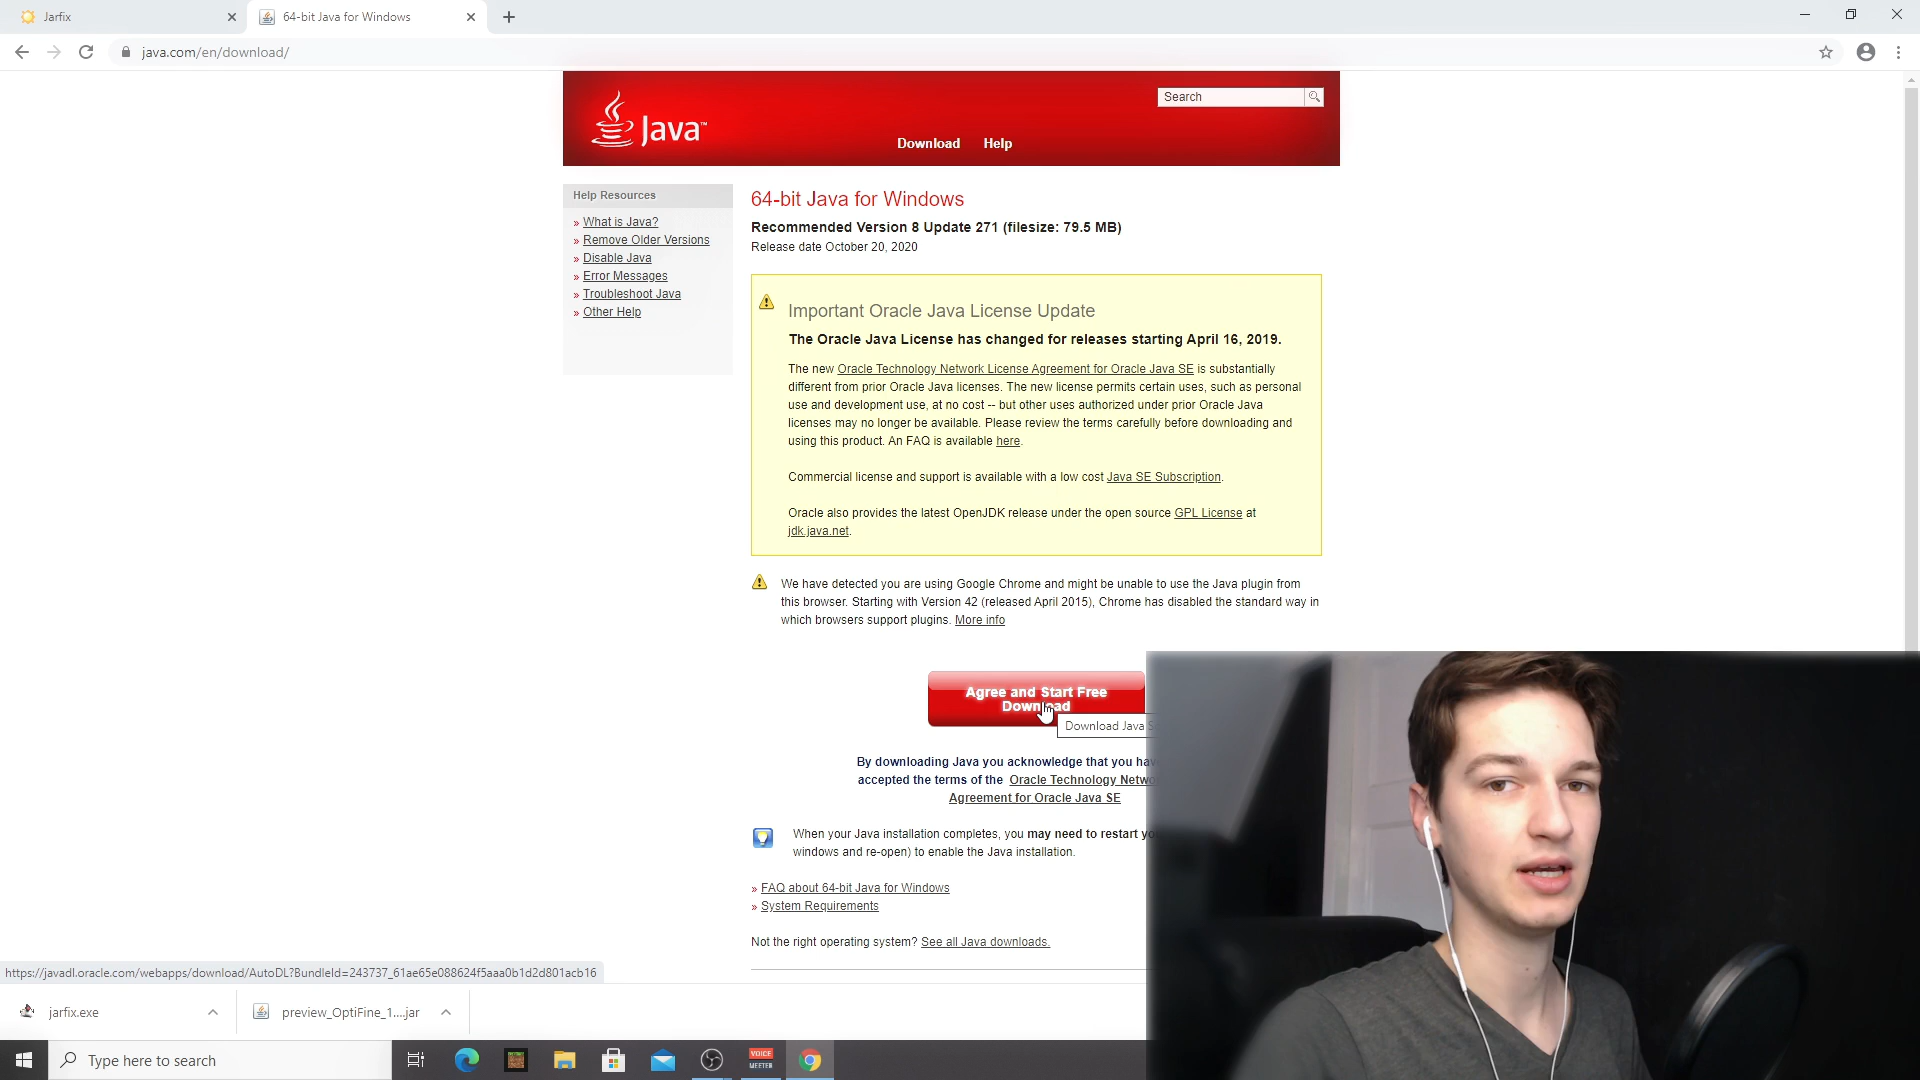 Jarfix
64-bit Java for Windows
java.com/en/download/
Search
Java™
Download
Help
Help Resources
» What is Java?
» Remove Older Versions
» Disable Java
» Error Messages
» Troubleshoot Java
» Other Help
64-bit Java for Windows
Recommended Version 8 Update 271 (filesize: 79.5 MB)
Release date October 20, 2020
Important Oracle Java License Update
The Oracle Java License has changed for releases starting April 16, 2019.
The new Oracle Technology Network License Agreement for Oracle Java SE is substantially
different from prior Oracle Java licenses. The new license permits certain uses, such as personal
use and development use, at no cost -- but other uses authorized under prior Oracle Java
licenses may no longer be available. Please review the terms carefully before downloading and
using this product. An FAQ is available here.
Commercial license and support is available with a low cost Java SE Subscription.
Oracle also provides the latest OpenJDK release under the open source GPL License at
jdk.java.net.
We have detected you are using Google Chrome and might be unable to use the Java plugin from
this browser. Starting with Version 42 (released April 2015), Chrome has disabled the standard way in
which browsers support plugins. More info
Agree and Start Free
Download
Download Java S
By downloading Java you acknowledge that you hav
accepted the terms of the Oracle Technology Netwo
Agreement for Oracle Java SE
When your Java installation completes, you may need to restart yo
windows and re-open) to enable the Java installation.
» FAQ about 64-bit Java for Windows
» System Requirements
Not the right operating system? See all Java downloads.
https://javadl.oracle.com/webapps/download/AutoDL?BundleId=243737_61ae65e088624f5aaa0b1d2d801acb16
jarfix.exe
preview_OptiFine_1....jar
Type here to search
VOICE
MEETER